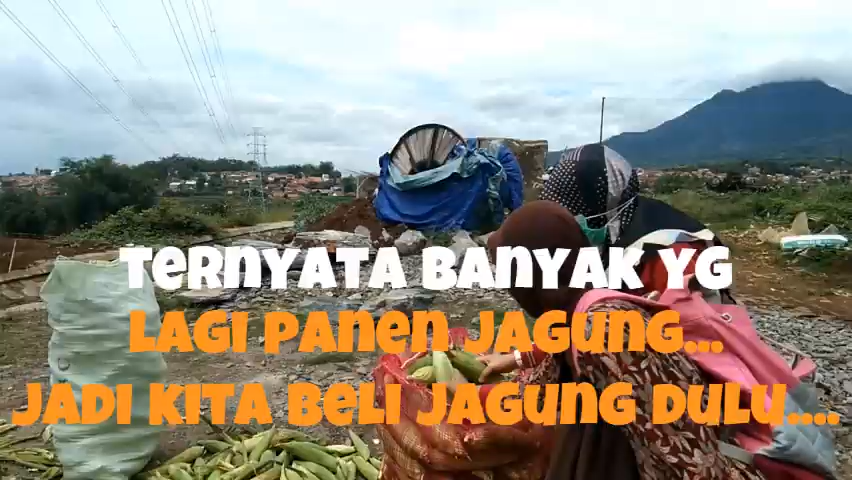 Ternyata banyak yg
lagi panen jagung...
jadi kita beli jagung dulu....